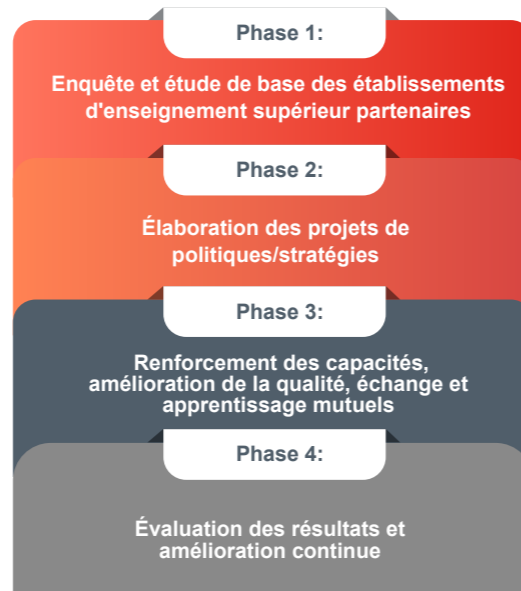 Phase 1:
Enquête et étude de base des établissements
d'enseignement supérieur partenaires
Phase 2:
Élaboration des projets de
politiques/stratégies
Phase 3:
Renforcement des capacités,
amélioration de la qualité, échange et
apprentissage mutuels
Phase 4:
Évaluation des résultats et
amélioration continue